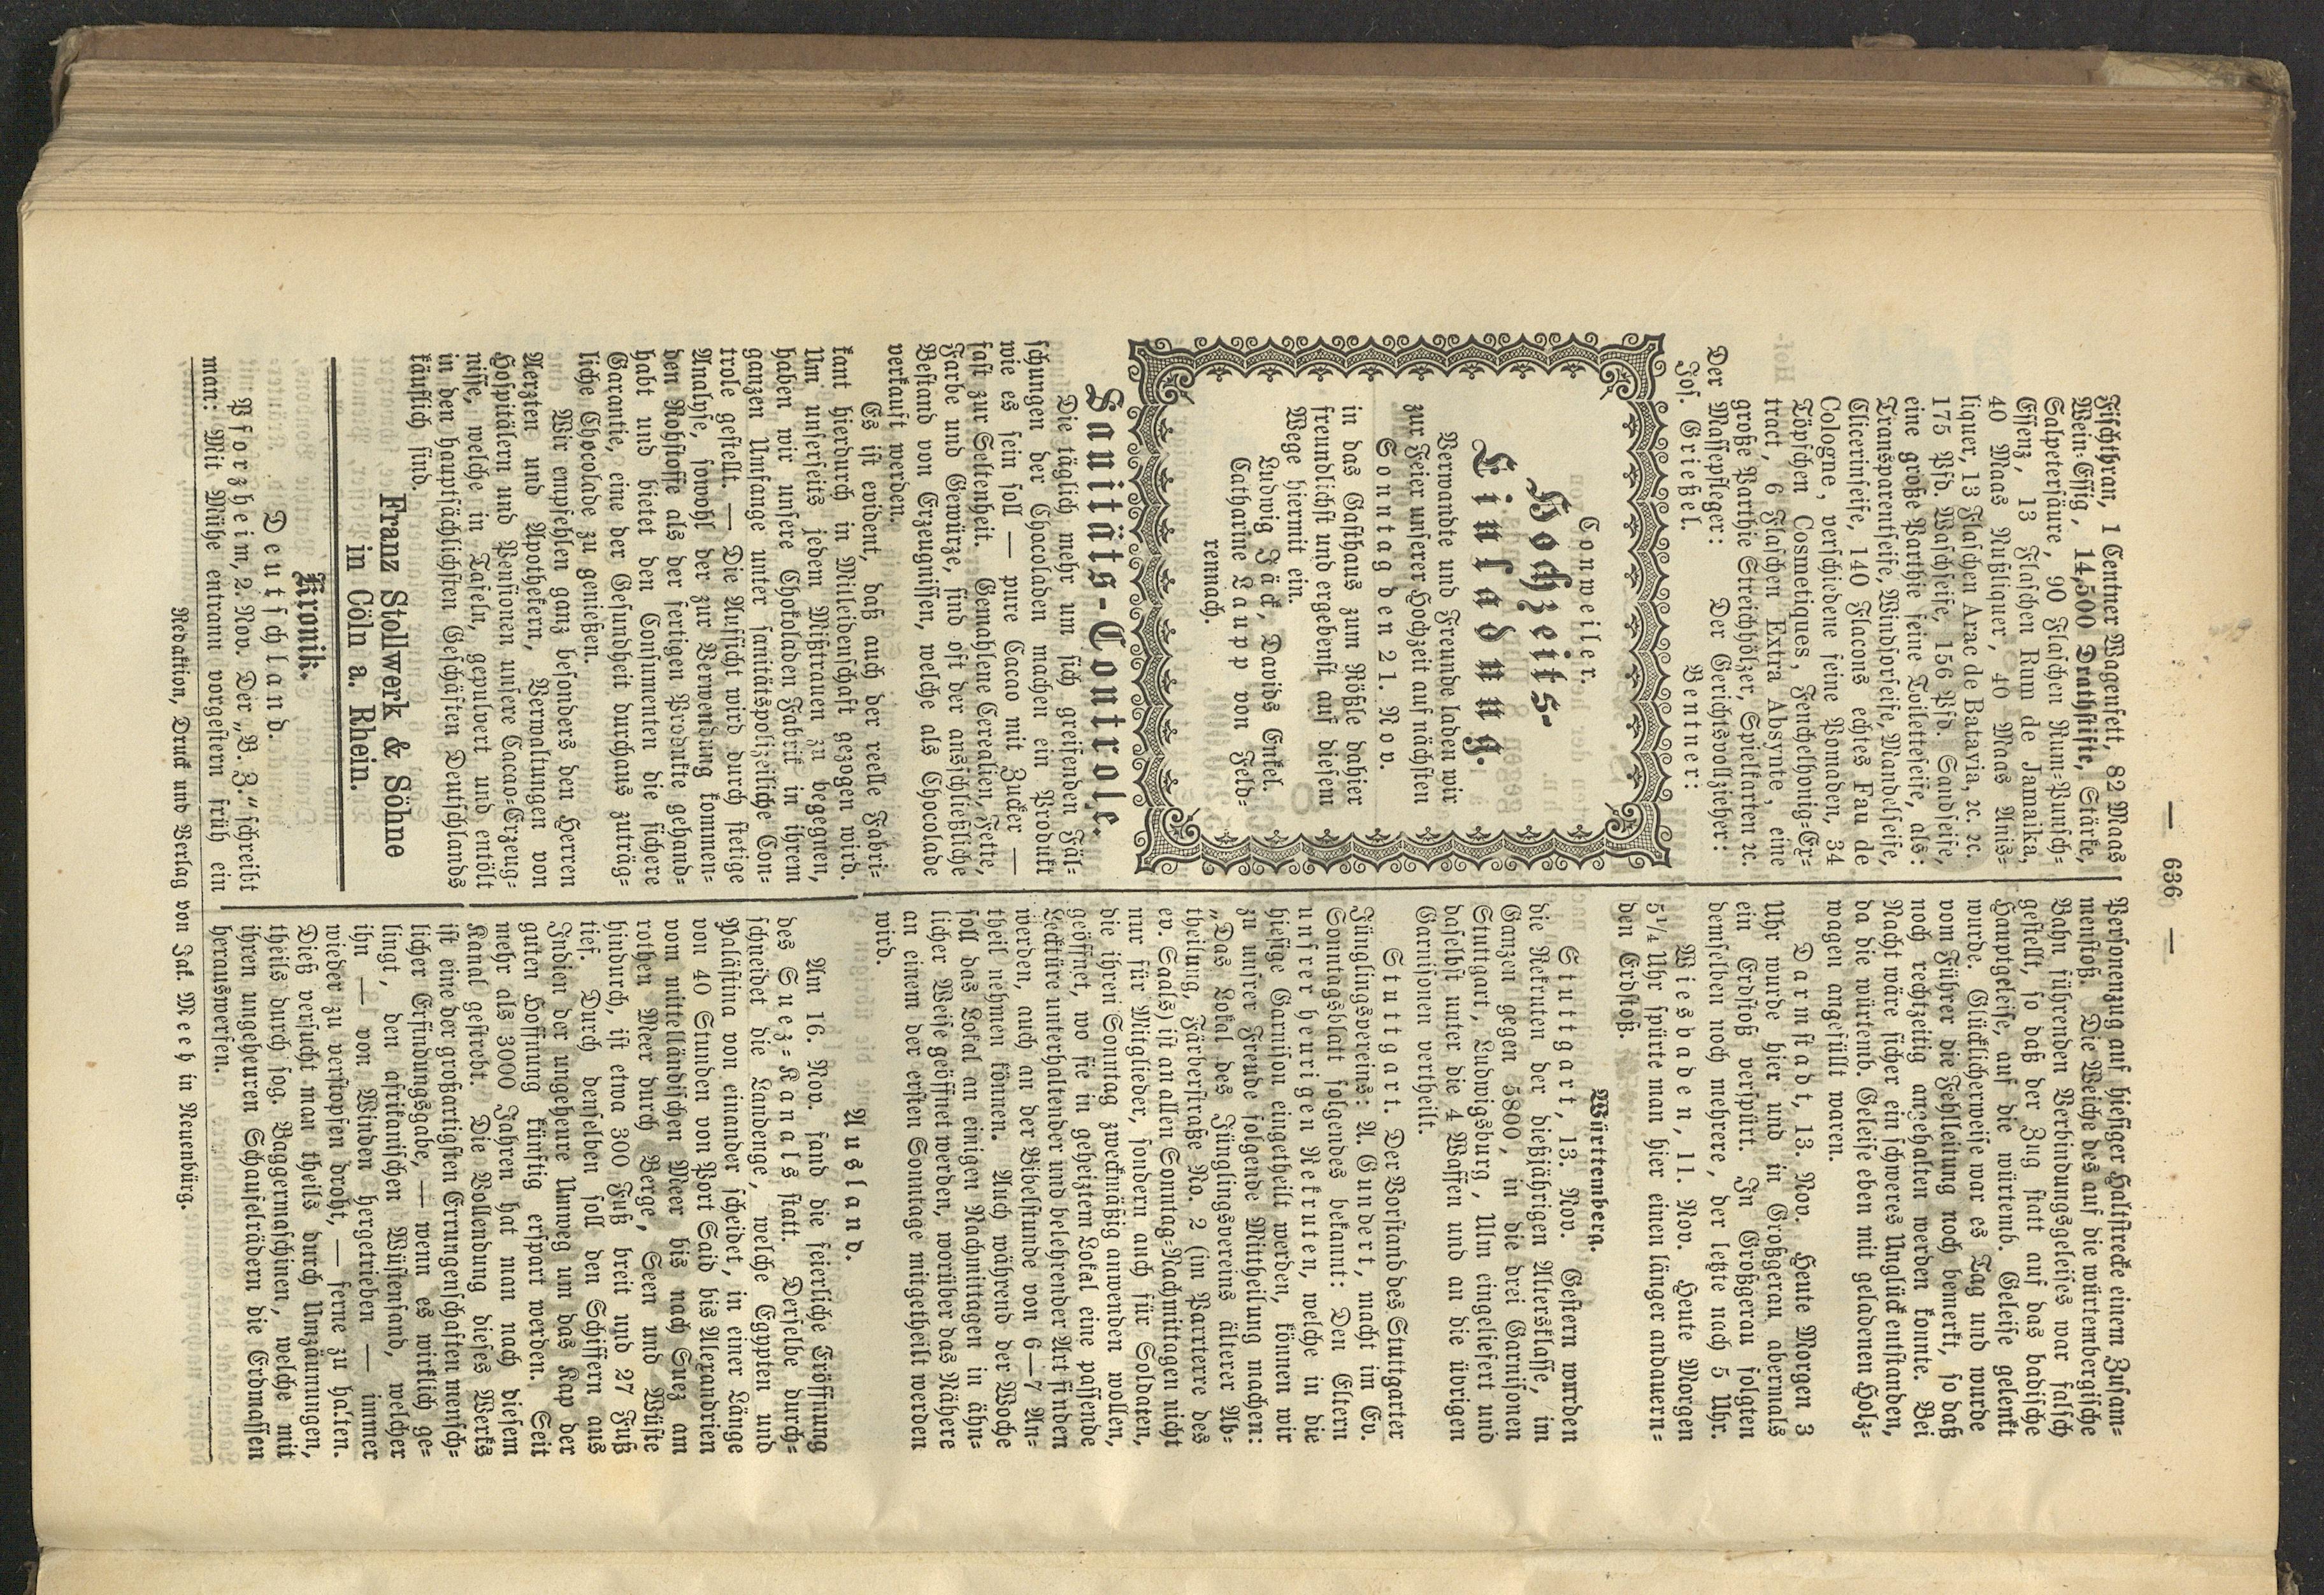 — 636 —
Fischthran, 1 Centner Wagenfett, 82 Maas
Wein-Essig, 14,500 Drathstifte, Stärke,
Salpetersäure, 90 Flaschen Rum-Punsch-
Essenz, 13 Flaschen Rum de Jamaika,
40 Maas Nußliquer, 40 Maas Anis-
liquer, 13 Flaschen Arac de Batavia, ꝛc. ꝛc.
175 Pfd. Waschseife, 156 Pfd. Sandseife,
eine große Parthie feine Toiletteseife, als:
Transparentseife, Windsorseife, Mandelseife,
Glicerinseife, 140 Flacons echtes Eau de
Cologne, verschiedene feine Pomaden, 34
Töpfchen Cosmetiques, Fenchelhonig-Ex-
tract, 6 Flaschen Extra Absynte, eine
große Parthie Streichhölzer, Spielkarten ꝛc.
Der Massepfleger: Der Gerichtsvollzieher:
Jos. Grießel. Bentner:
Conweiler.
Hochzeits-
Einladung.
Verwandte und Freunde laden wir
zur Feier unserer Hochzeit auf nächsten
Sonntag den 21. Nov.
in das Gasthaus zum Rößle dahier
freundlichst und ergebenst auf diesem
Wege hiermit ein.
Ludwig Jäck, Davids Enkel.
Catharine Laupp von Feld-
rennach.
Sanitäts-Controle.
Die täglich mehr um sich greifenden Fäl-
schungen der Chocoladen machen ein Produkt
wie es sein soll — pure Cacao mit Zucker —
fast zur Seltenheit. Gemahlene Cerealien, Fette,
Farbe und Gewürze, sind oft der ausschließliche
Bestand von Erzeugnissen, welche als Chocolade
verkauft werden.
Es ist evident, daß auch der reelle Fabri-
kant hierdurch in Mitleidenschaft gezogen wird.
Um unserseits jedem Mißtrauen zu begegnen,
haben wir unsere Chokoladen Fabrik in ihrem
ganzen Umfange unter sanitätspolizeiliche Con-
trole gestellt. — Die Aufsicht wird durch stetige
Analyse, sowohl der zur Verwendung kommen-
den Rohstoffe als der fertigen Produkte gehand-
habt und bietet den Consumenten die sichere
Garantie, eine der Gesundheit durchaus zuträg-
liche Chocolade zu genießen.
Wir empfehlen ganz besonders den Herren
Aerzten und Apothekern, Verwaltungen von
Hospitälern und Pensionen unsere Cacao-Erzeug-
nisse, welche in Tafeln, gepulvert und entölt
in den hauptsächlichsten Geschäften Deutschlands
käuflich sind.
Franz Stollwerk & Söhne
in Cöln a. Rhein.
Kronik.
Deutschland.
Pforzheim, 2. Nov. Der „B. Z." schreibt
man: Mit Mühe entrann vorgestern früh ein
Personenzug auf hiesiger Haltstrecke einem Zusam-
menstoß. Die Weiche des auf die würtembergische
Bahn führenden Verbindungsgeleises war falsch
gestellt, so daß der Zug statt auf das badische
Hauptgeleise, auf die würtemb. Geleise gelenkt
wurde. Glücklicherweise war es Tag und wurde
vom Führer die Fehlleitung noch bemerkt, so daß
noch rechtzeitig angehalten werden konnte. Bei
Nacht wäre sicher ein schweres Unglück entstanden,
da die würtemb. Geleise eben mit geladenen Holz-
wagen angefüllt waren.
Darmstadt, 13. Nov. Heute Morgen 3
Uhr wurde hier und in Großgerau abermals
ein Erdstoß verspürt. In Großgerau folgten
demselben noch mehrere, der letzte nach 5 Uhr.
Wiesbaden, 11. Nov. Heute Morgen
5¼ Uhr spürte man hier einen länger andauern-
den Erdstoß.
Württemberg.
Stuttgart, 13. Nov. Gestern wurden
die Rekruten der dießjährigen Altersklasse, im
Ganzen gegen 5800, in die drei Garnisonen
Stuttgart, Ludwigsburg, Ulm eingeliefert und
daselbst unter die 4 Waffen und an die übrigen
Garnisonen vertheilt.
Stuttgart. Der Vorstand des Stuttgarter
Jünglingsvereins: A. Gundert, macht im Ev.
Sonntagsblatt folgendes bekannt: Den Eltern
unsrer heurigen Rekruten, welche in die
hiesige Garnison eingetheilt werden, können wir
zu unsrer Freude folgende Mittheilung machen:
„Das Lokal des Jünglingsvereins älterer Ab-
theilung, Färberstraße No. 2 (im Parterre des
ev. Saals) ist an allen Sonntag-Nachmittagen nicht
nur für Mitglieder, sondern auch für Soldaten,
die ihren Sonntag zweckmäßig anwenden wollen,
geöffnet, wo sie in geheizten Lokal eine passende
Lektüre unterhaltender und belehrender Art finden
werden, auch an der Bibelstunde von 6—7 An-
theil nehmen können. Auch während der Woche
soll das Lokal an einigen Nachmittagen in ähn-
licher Weise geöffnet werden, worüber das Nähere
an einem der ersten Sonntage mitgetheilt werden
wird.
Ausland.
Am 16. Nov. fand die feierliche Eröffnung
des Suez-Kanals statt. Derselbe durch-
schneidet die Landenge, welche Egypten und
Palästina von einander scheidet, in einer Länge
von 40 Stunden von Port Said bis Alexandrien
vom mittelländischen Meer bis nach Suez am
rothen Meer durch Berge, Seen und Wüste
hindurch, ist etwa 300 Fuß breit und 27 Fuß
tief. Durch denselben soll den Schiffern aus
Indien der ungeheure Umweg um das Kap der
guten Hoffnung künftig erspart werden. Seit
mehr als 3000 Jahren hat man nach diesem
Kanal gestrebt. Die Vollendung dieses Werks
ist eine der großartigsten Errungenschaften mensch-
licher Erfindungsgabe, — wenn es wirklich ge-
lingt, den afrikanischen Wüstensand, welcher
ihn — von Winden hergetrieben — immer
wieder zu verstopfen droht, — ferne zu halten.
Dieß versucht man theils durch Umzäunungen,
theils durch sog. Baggermaschinen, welche mit
ihren ungeheuren Schaufelrädern die Erdmassen
herauswerfen.
Redaktion, Druck und Verlag von Jak. Meeh in Neuenbürg.